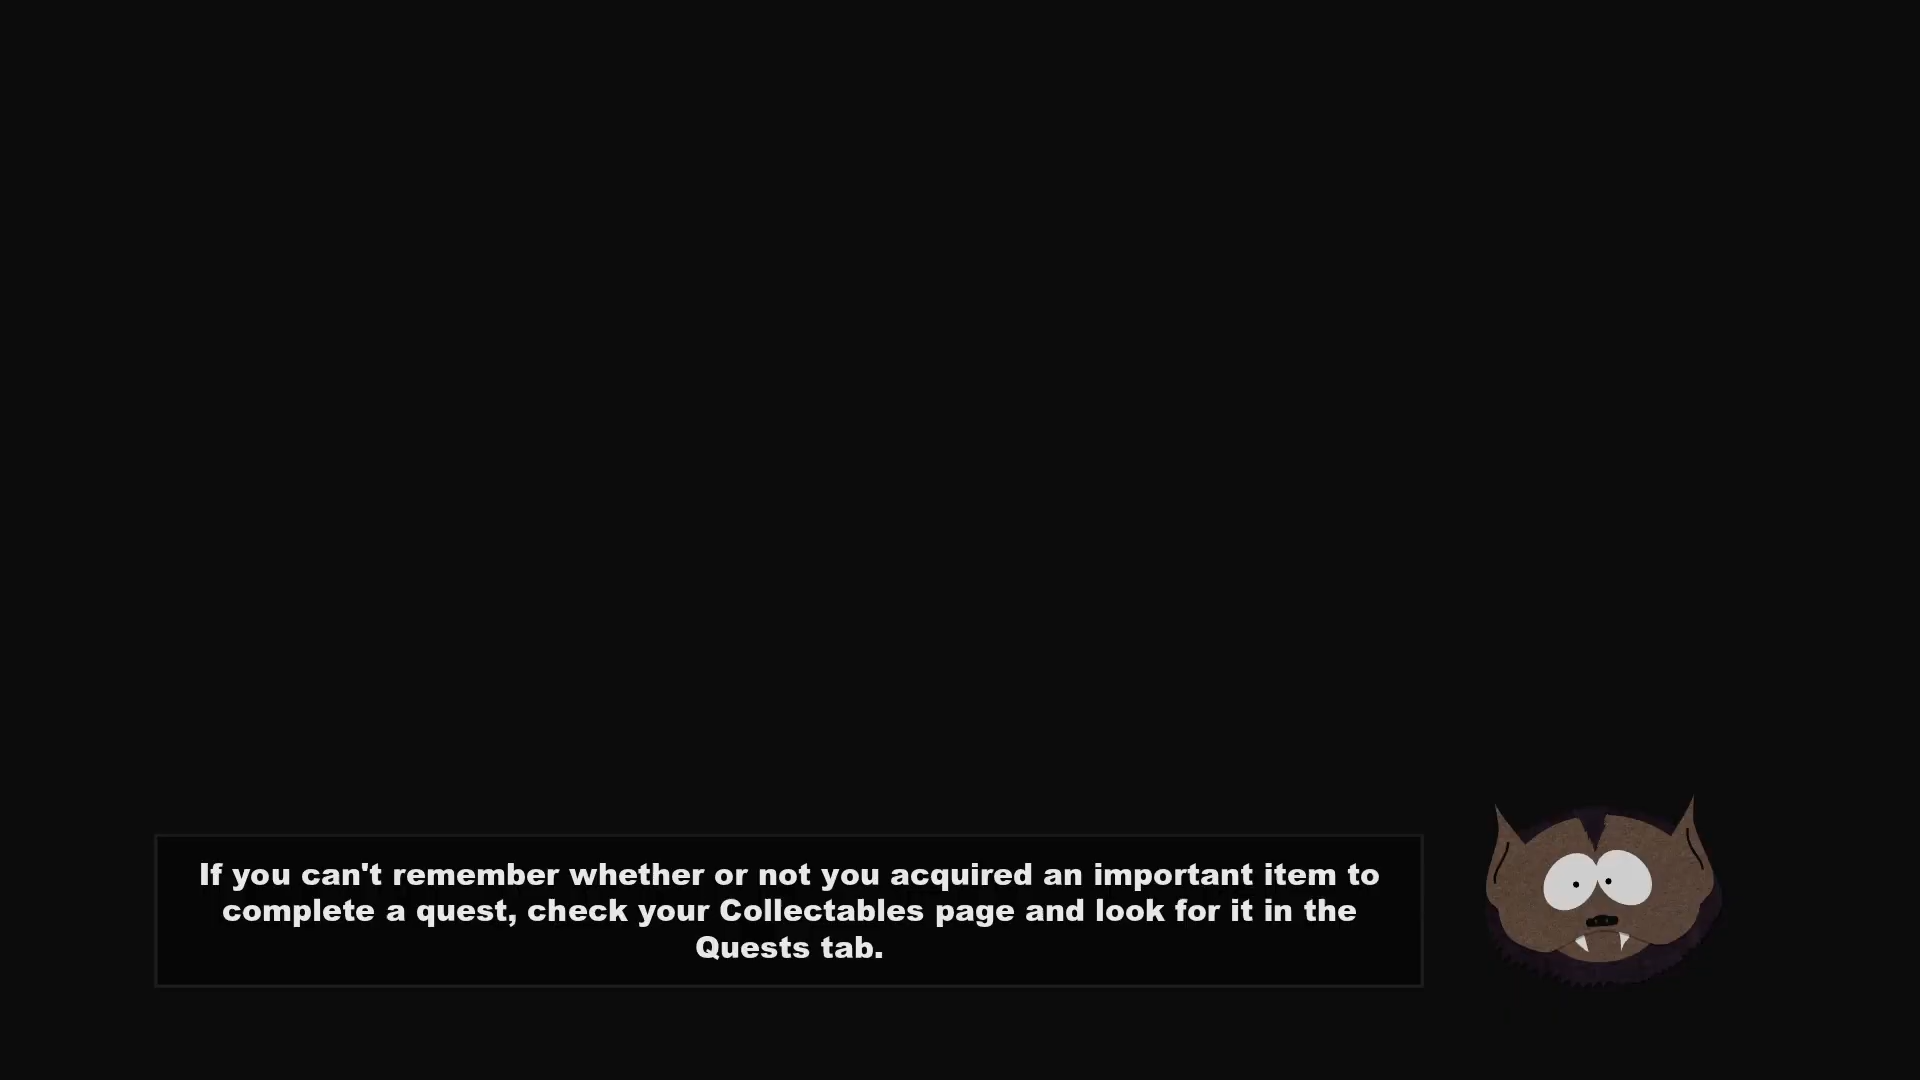 If you can't remember whether or not you acquired an important item to
complete a quest, check your Collectables page and look for it in the
Quests tab.